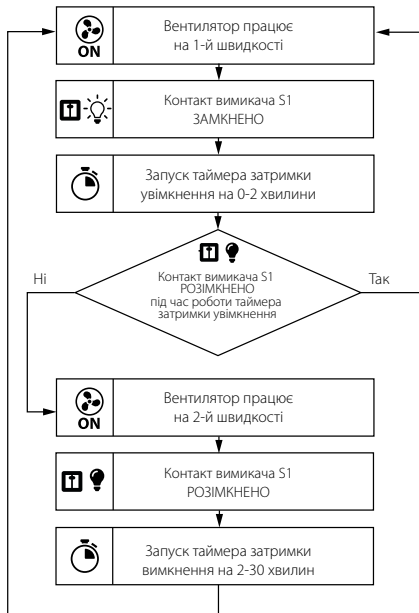 ON
Вентилятор працює
на 1-й швидкості
Контакт вимикача S1
ЗАМКНЕНО
Запуск таймера затримки
увімкнення на 0-2 хвилини
Контакт вимикача S1
РОЗІМКНЕНО
під час роботи таймера
затримки увімкнення
Ні
Так
ON
Вентилятор працює
на 2-й швидкості
Контакт вимикача S1
РОЗІМКНЕНО
Запуск таймера затримки
вимкнення на 2-30 хвилин